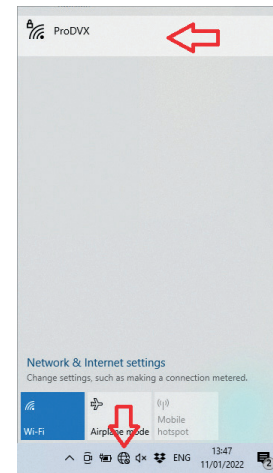 ProDVX
Network & Internet settings
Change settings, such as making a connection metered.
Wi-Fi
Airplane mode
Mobile
hotspot
ENG
13:47
11/01/2022